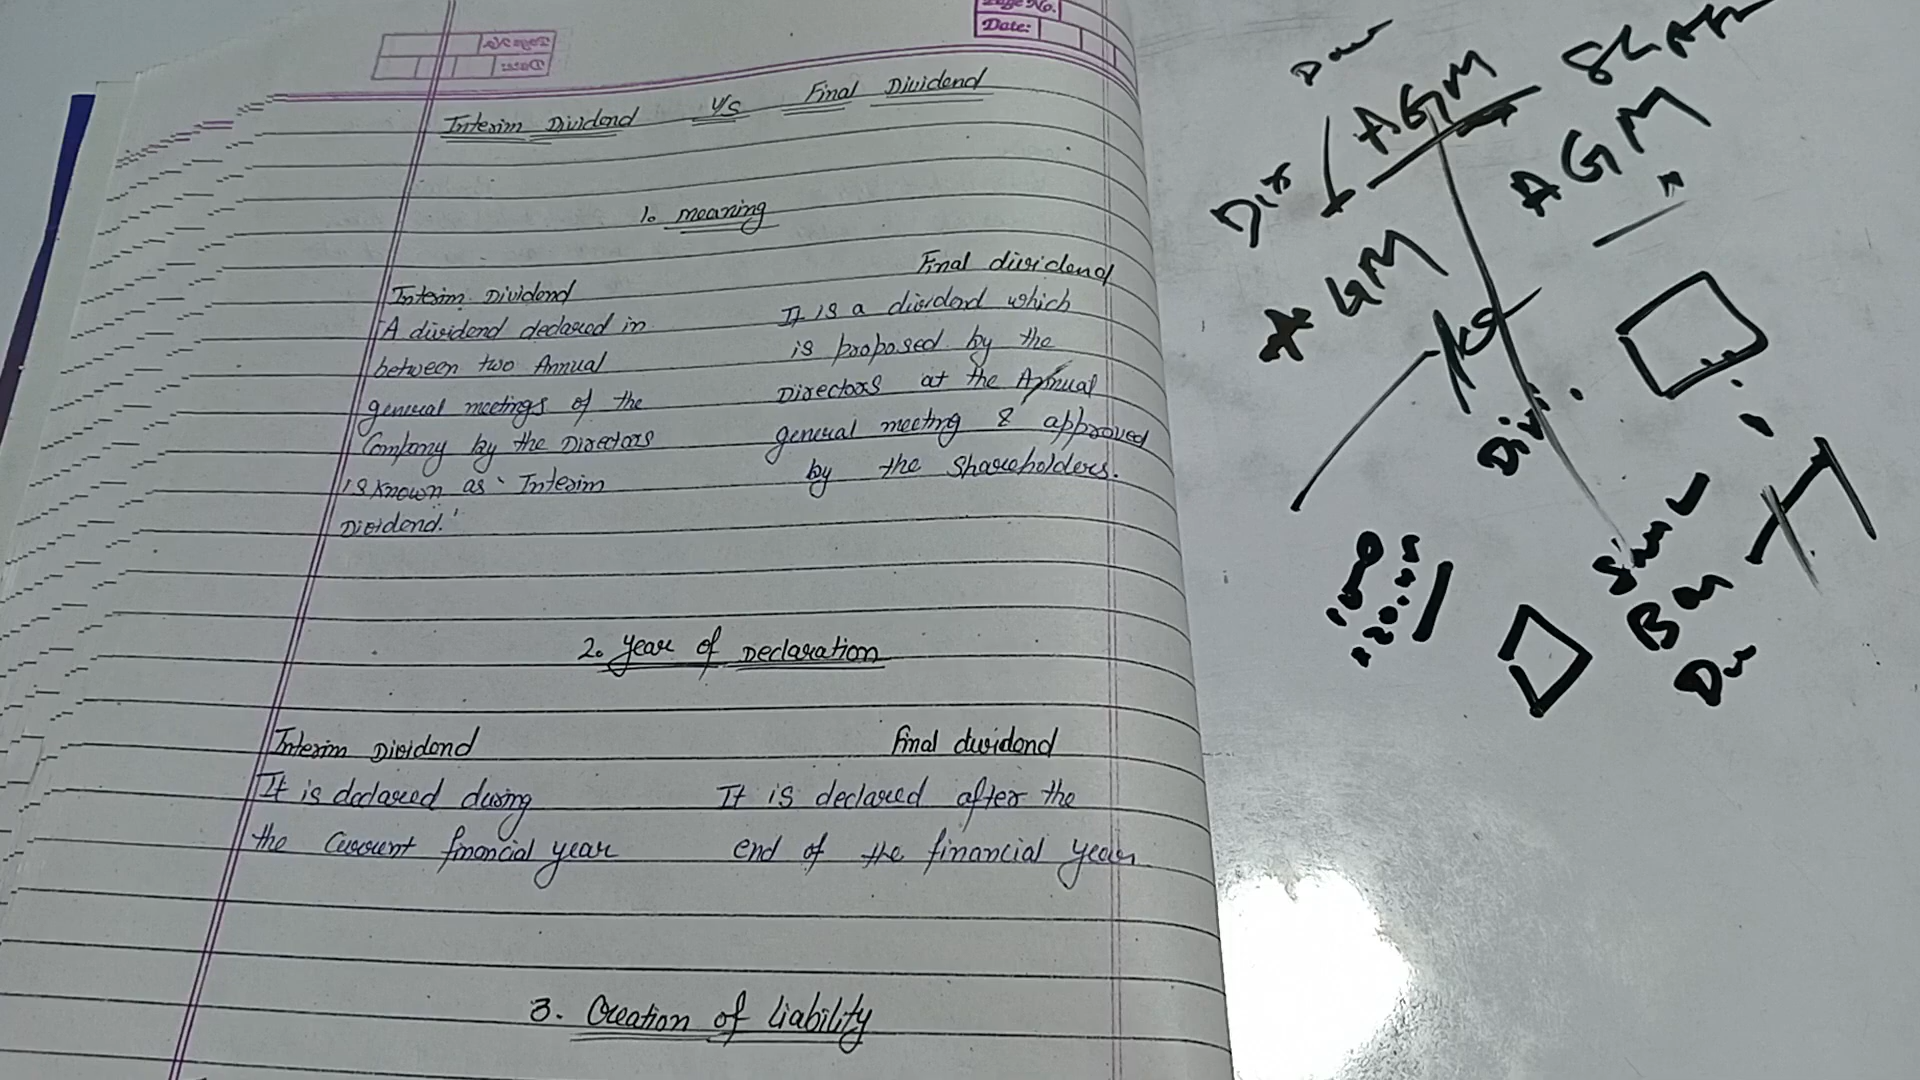 Page No.
Date:
Interim Dividend V/S Final Dividend
1. meaning
Interim Dividend
"A dividend declared in
between two Annual
general meetings of the
Company by the Directors
is known as 'Interim
Dividend.'
Final dividend
It is a dividend which
is proposed by the
Directors at the Annual
general meeting & approved
by the Shareholders.
2. Year of Declaration
Interim Dividend
It is declared during
the Current financial year
Final dividend
It is declared after the
end of the financial year
3. Creation of liability
AGM
AGM
Dir
GM
Div.